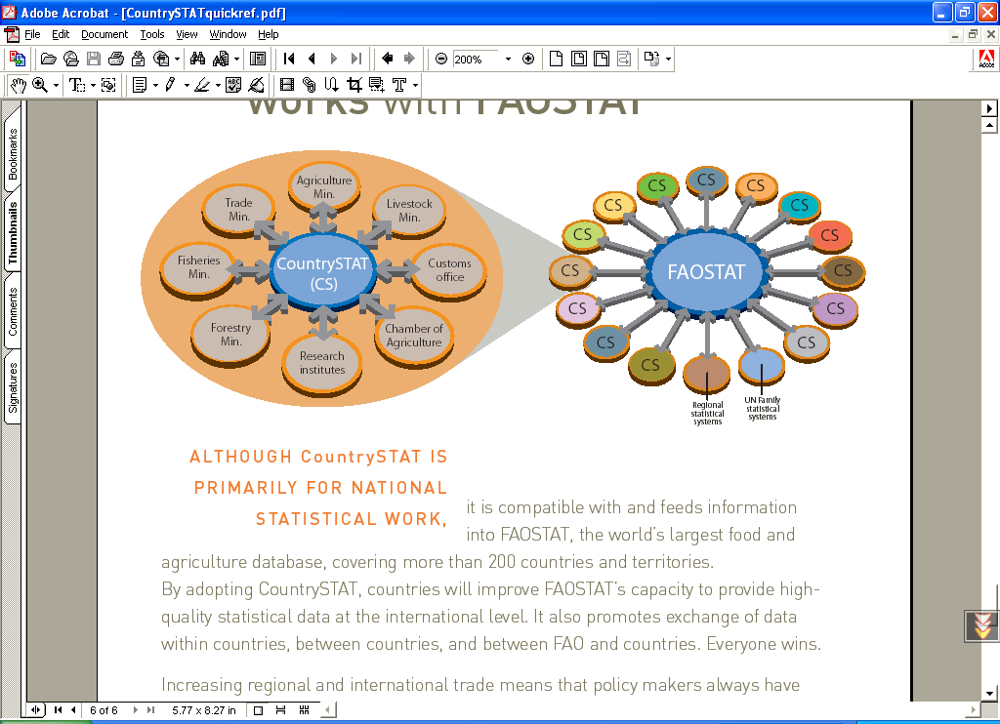 Adobe Acrobat - [CountrySTATquickref.pdf]
File Edit Document Tools View Window Help
200%
Adobe
Bookmarks
Thumbnails
Comments
Signatures
works with FAOSTAT
Agriculture
Min.
Trade
Min.
Livestock
Min.
Fisheries
Min.
CountrySTAT
(CS)
Customs
office
Forestry
Min.
Chamber of
Agriculture
Research
institutes
CS
CS
CS
CS
CS
CS
CS
CS
CS
FAOSTAT
CS
CS
CS
CS
CS
Regional
statistical
systems
UN Family
statistical
systems
ALTHOUGH CountrySTAT IS
PRIMARILY FOR NATIONAL
STATISTICAL WORK,
it is compatible with and feeds information
into FAOSTAT, the world's largest food and
agriculture database, covering more than 200 countries and territories.
By adopting CountrySTAT, countries will improve FAOSTAT's capacity to provide high-
quality statistical data at the international level. It also promotes exchange of data
within countries, between countries, and between FAO and countries. Everyone wins.
Increasing regional and international trade means that policy makers always have
6 of 6
5.77 x 8.27 in